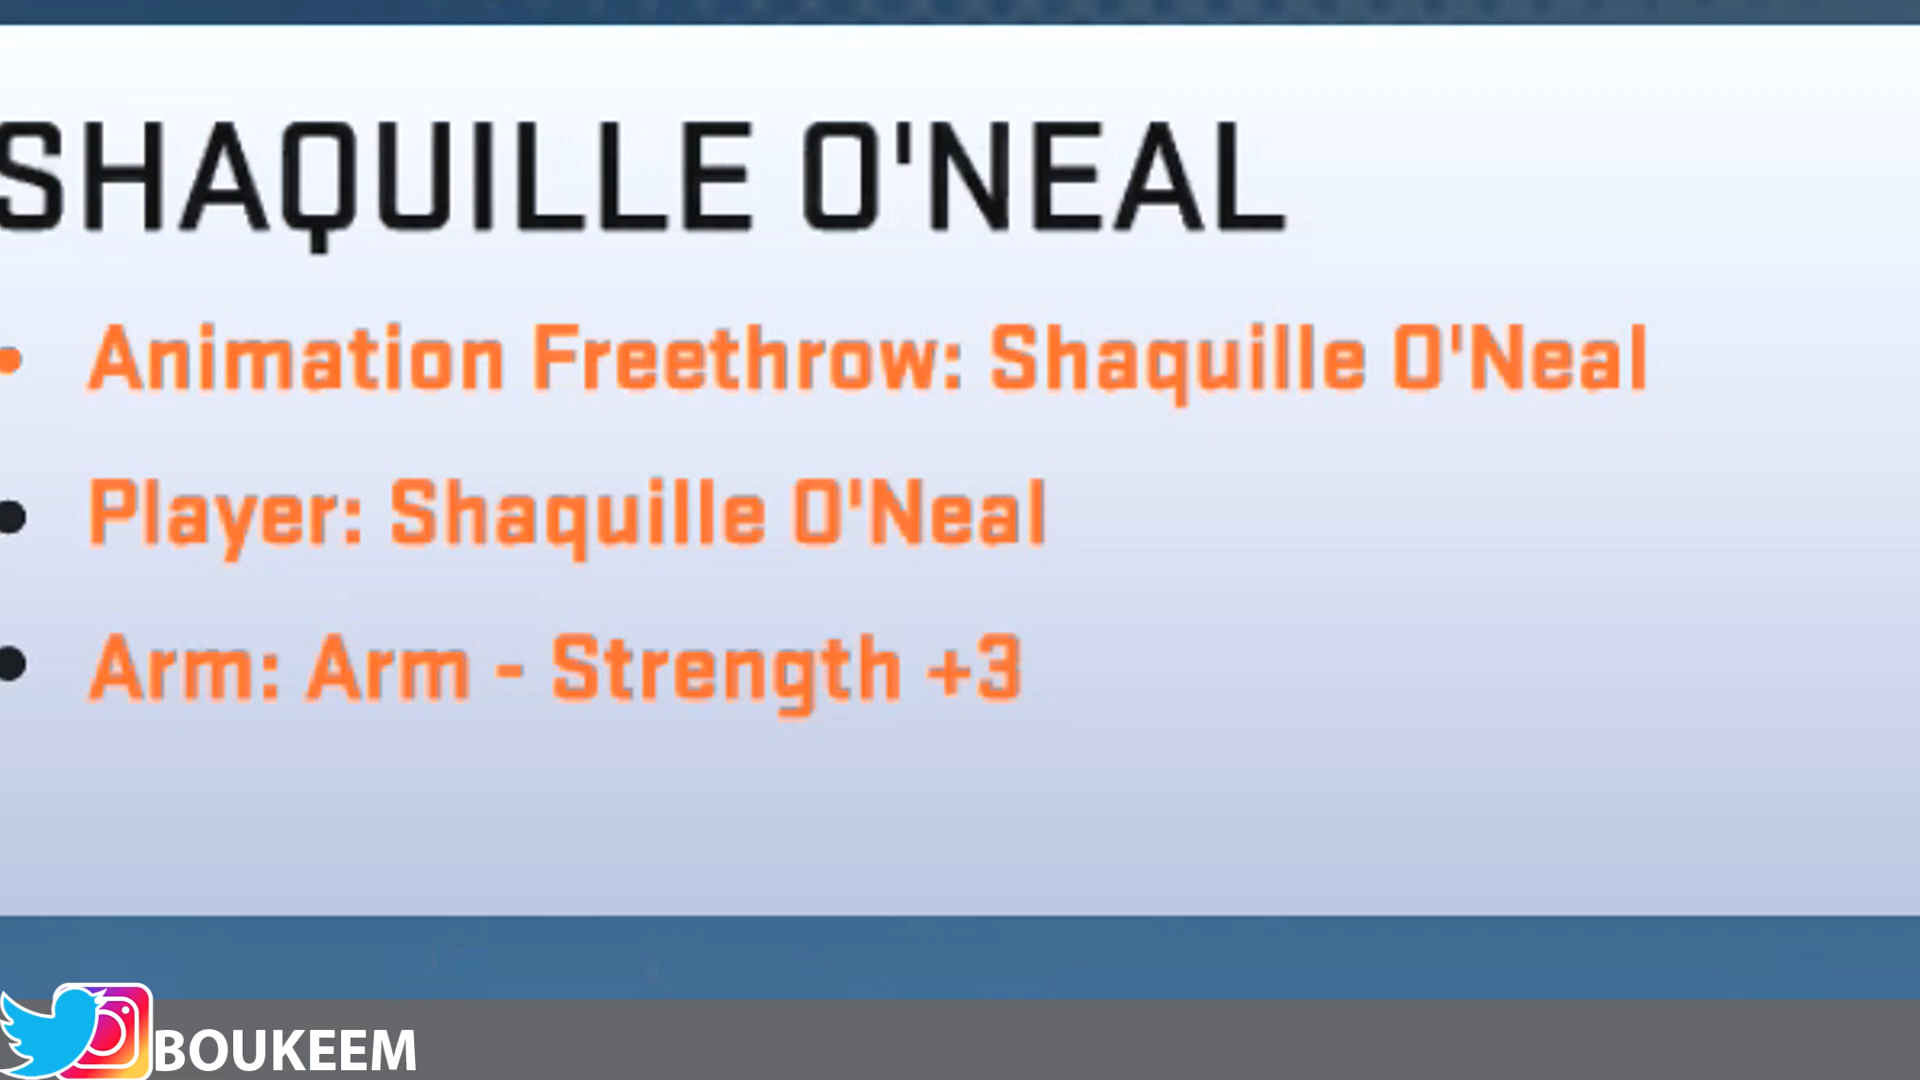 SHAQUILLE O'NEAL
• Animation Freethrow: Shaquille O'Neal
• Player: Shaquille O'Neal
• Arm: Arm - Strength +3
BOUKEEM